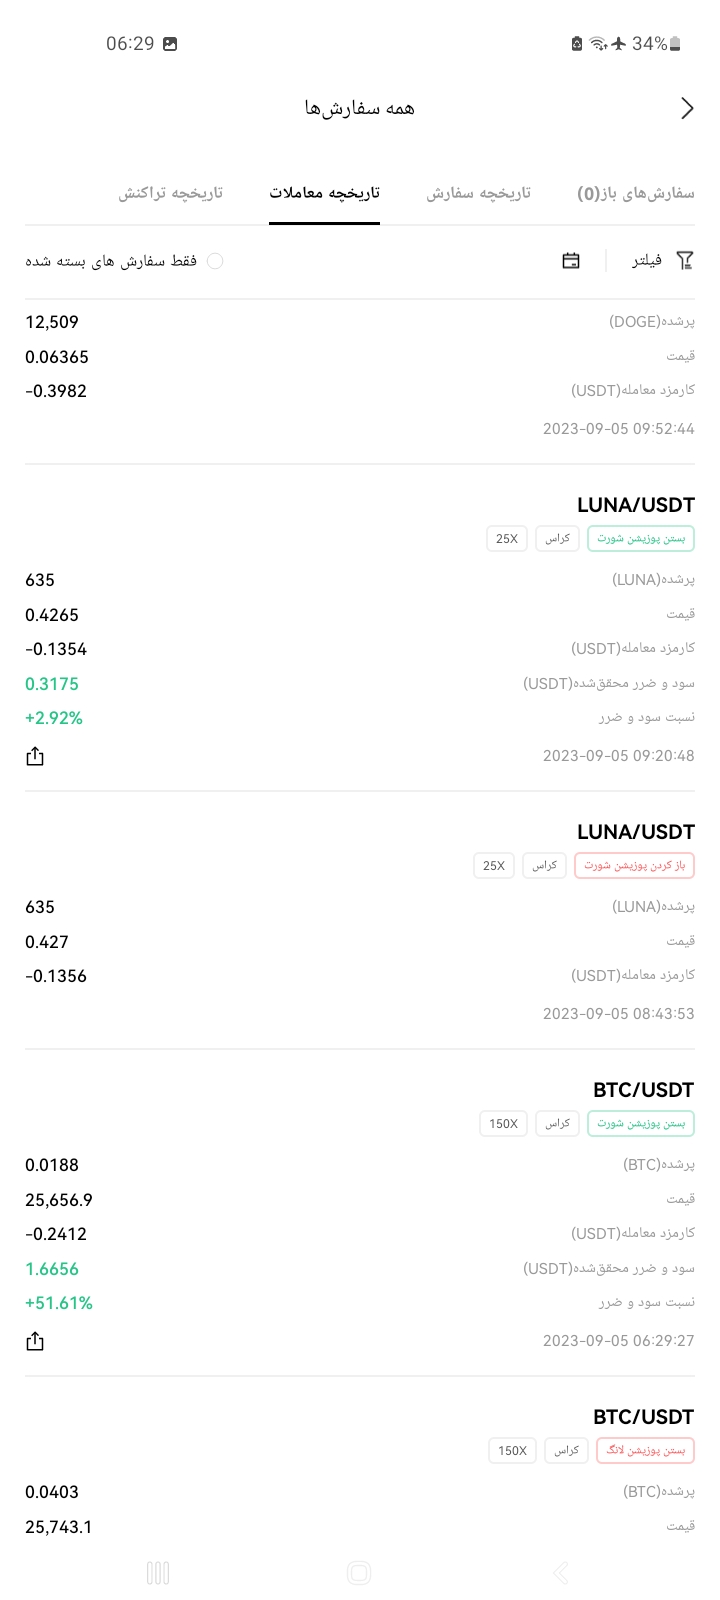 06:29
34%
همه سفارش‌ها
سفارش‌های باز(0) تاریخچه سفارش تاریخچه معاملات تاریخچه تراکنش
فیلتر فقط سفارش های بسته شده
پرشده(DOGE) 12,509
قیمت 0.06365
کارمزد معامله(USDT) -0.3982
2023-09-05 09:52:44
LUNA/USDT
بستن پوزیشن شورت کراس 25X
پرشده(LUNA) 635
قیمت 0.4265
کارمزد معامله(USDT) -0.1354
سود و ضرر محقق‌شده(USDT) 0.3175
نسبت سود و ضرر +2.92%
2023-09-05 09:20:48
LUNA/USDT
باز کردن پوزیشن شورت کراس 25X
پرشده(LUNA) 635
قیمت 0.427
کارمزد معامله(USDT) -0.1356
2023-09-05 08:43:53
BTC/USDT
بستن پوزیشن شورت کراس 150X
پرشده(BTC) 0.0188
قیمت 25,656.9
کارمزد معامله(USDT) -0.2412
سود و ضرر محقق‌شده(USDT) 1.6656
نسبت سود و ضرر +51.61%
2023-09-05 06:29:27
BTC/USDT
بستن پوزیشن لانگ کراس 150X
پرشده(BTC) 0.0403
قیمت 25,743.1